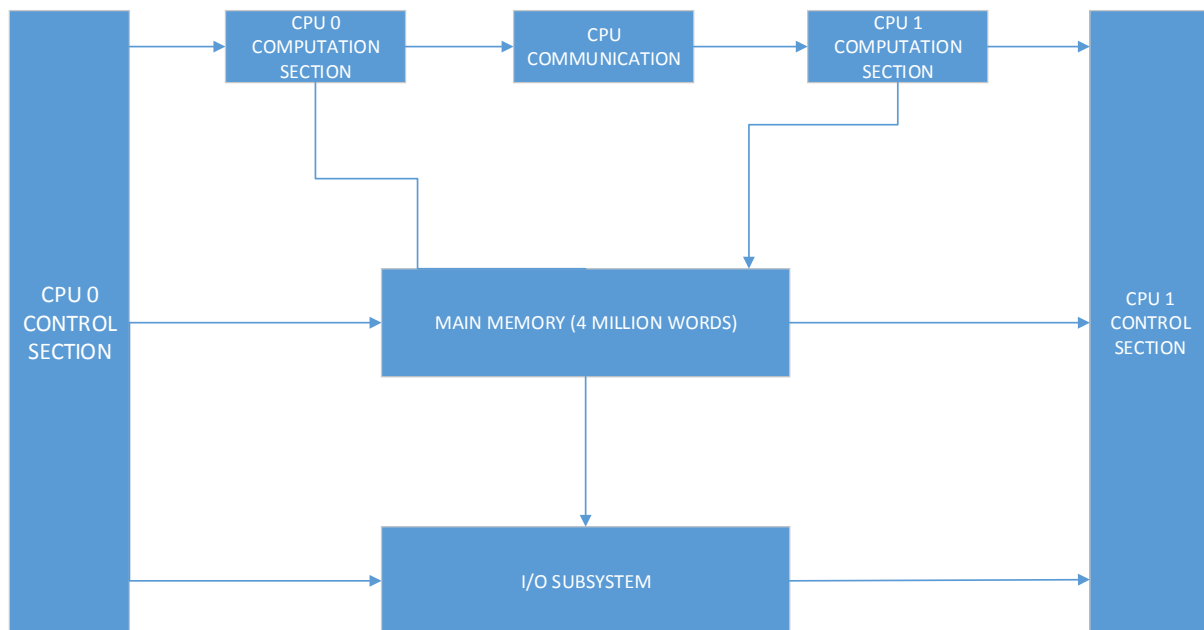 CPU 0
COMPUTATION
SECTION
CPU
COMMUNICATION
CPU 1
COMPUTATION
SECTION
CPU 0
CONTROL
SECTION
MAIN MEMORY (4 MILLION WORDS)
CPU 1
CONTROL
SECTION
I/O SUBSYSTEM